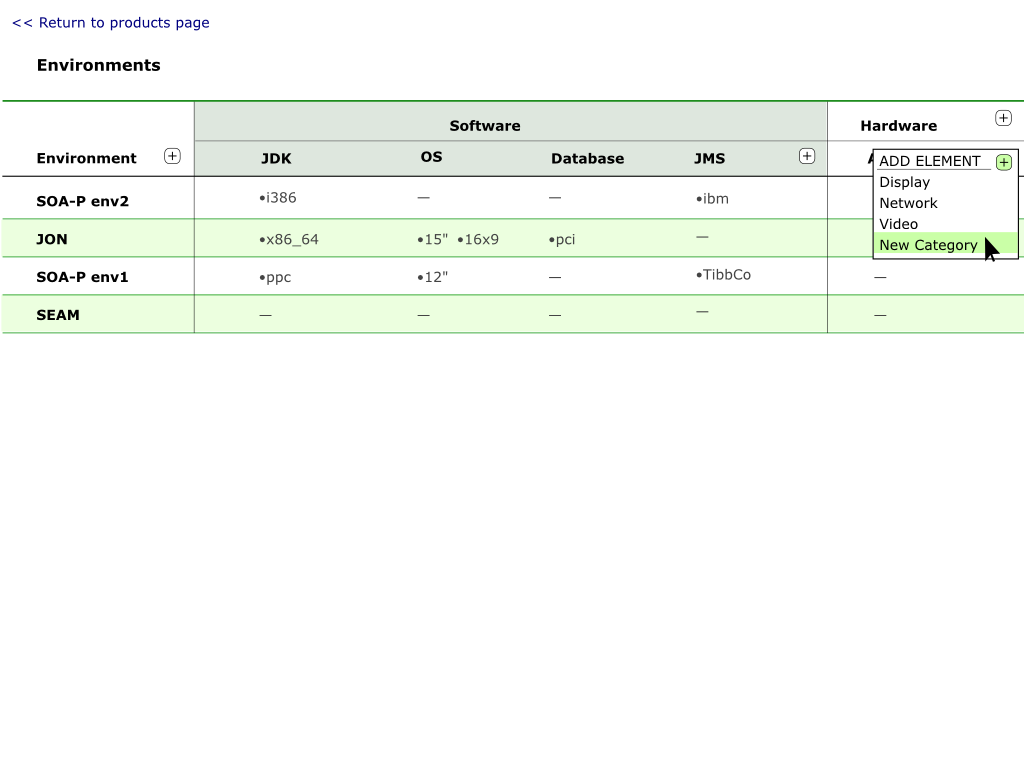 << Return to products page
Environments
Software Hardware +
Environment + JDK OS Database JMS +
ADD ELEMENT +
Display
Network
Video
New Category
SOA-P env2 •i386 — — •ibm
JON •x86_64 •15" •16x9 •pci —
SOA-P env1 •ppc •12" — •TibbCo —
SEAM — — — — —